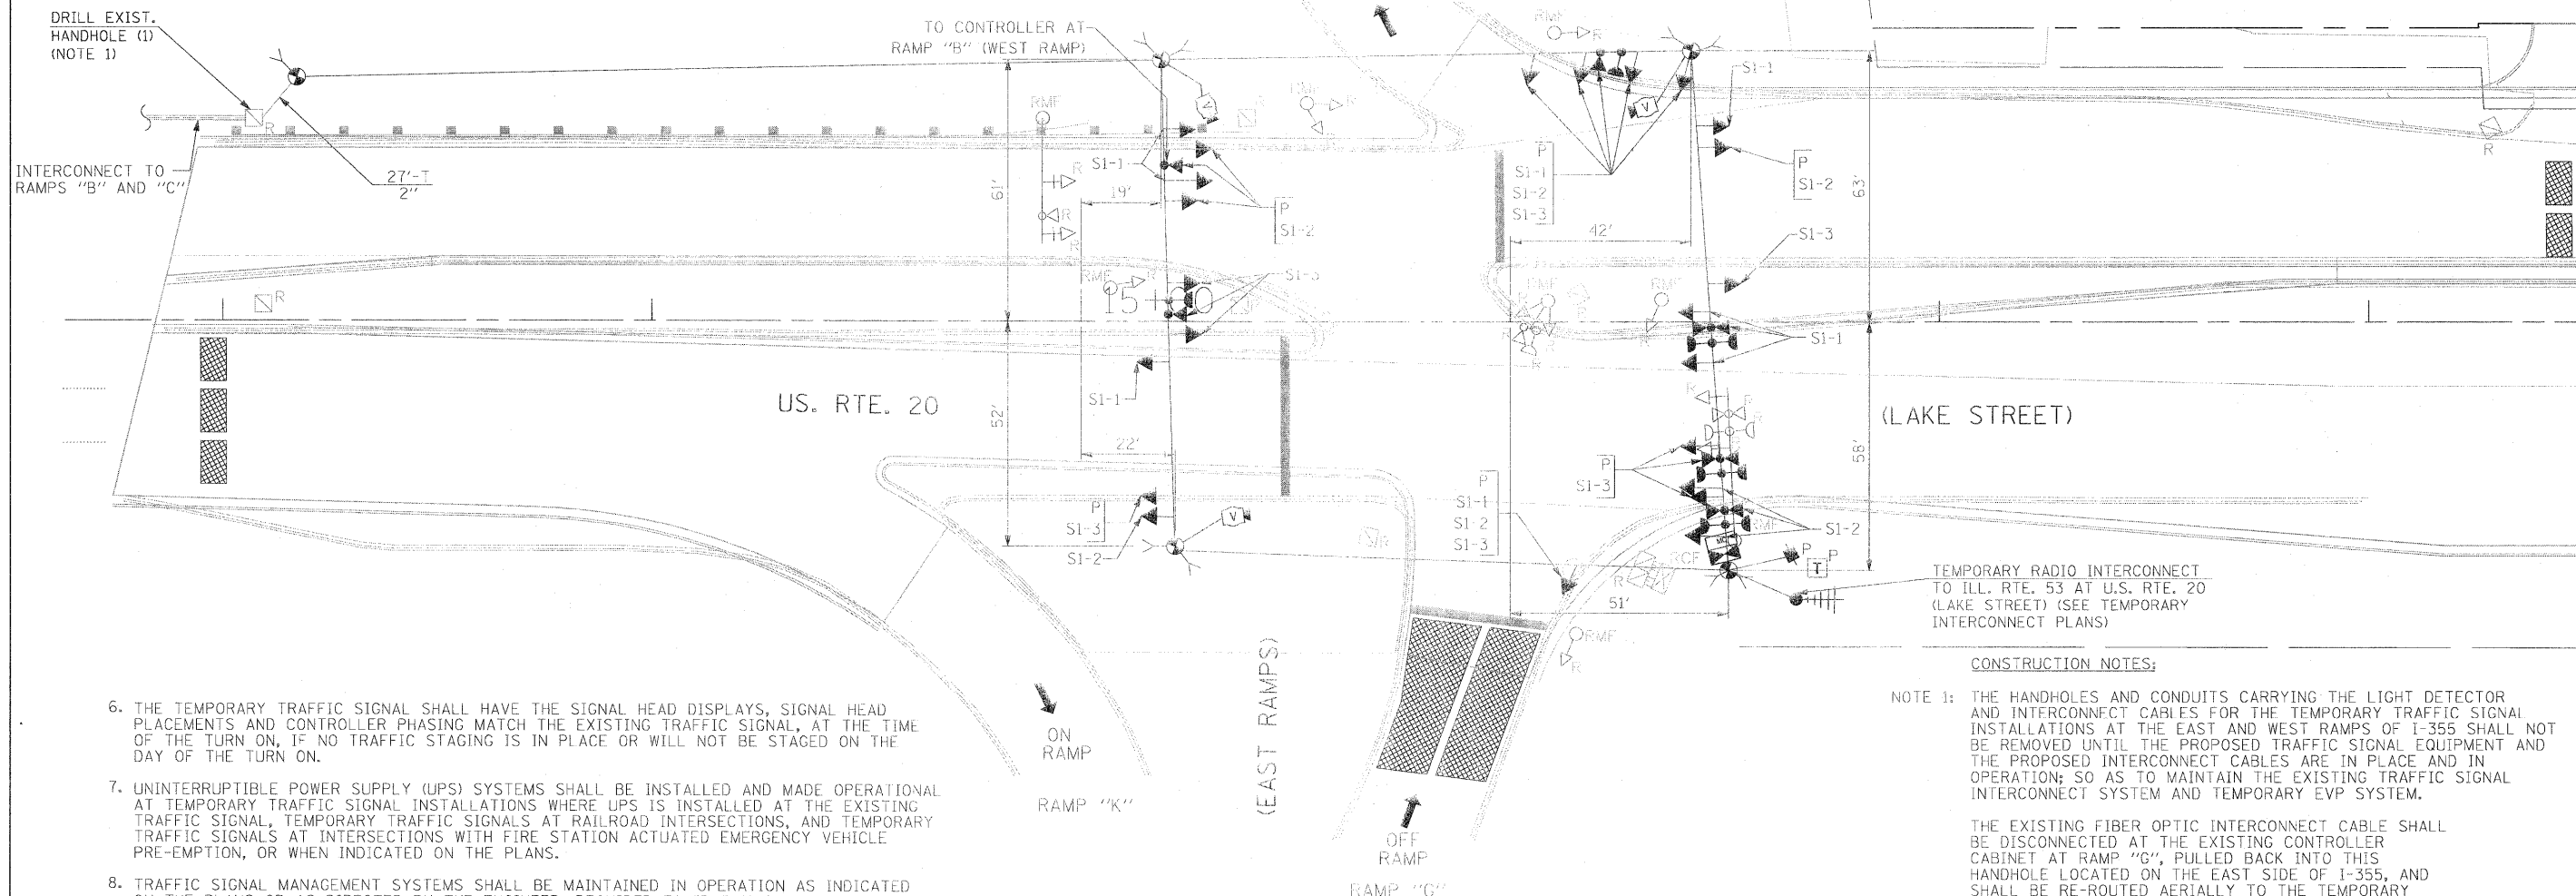 DRILL EXIST.
HANDHOLE (1)
(NOTE 1)
INTERCONNECT TO
RAMPS "B" AND "C"
27'-T
2"
R
R
TO CONTROLLER AT
RAMP "B" (WEST RAMP)
RMF
R
R
R
61'
19'
S1-1
P
S1-2
V
R
RMF
R
15+00
52'
S1-1
22'
P
S1-3
S1-2
V
US. RTE. 20
RMF
R
S1-1
P
S1-1
S1-2
S1-3
V
P
S1-2
63'
42'
S1-3
RMF
RMF
R
S1-1
R
R
(LAKE STREET)
58'
P
S1-3
P
S1-1
S1-2
S1-3
S1-2
RCF
R
P
P
T
51'
RMF
R
TEMPORARY RADIO INTERCONNECT
TO ILL. RTE. 53 AT U.S. RTE. 20
(LAKE STREET) (SEE TEMPORARY
INTERCONNECT PLANS)
(EAST RAMPS)
ON
RAMP
RAMP "K"
OFF
RAMP
RAMP "G"
6. THE TEMPORARY TRAFFIC SIGNAL SHALL HAVE THE SIGNAL HEAD DISPLAYS, SIGNAL HEAD
PLACEMENTS AND CONTROLLER PHASING MATCH THE EXISTING TRAFFIC SIGNAL, AT THE TIME
OF THE TURN ON, IF NO TRAFFIC STAGING IS IN PLACE OR WILL NOT BE STAGED ON THE
DAY OF THE TURN ON.
7. UNINTERRUPTIBLE POWER SUPPLY (UPS) SYSTEMS SHALL BE INSTALLED AND MADE OPERATIONAL
AT TEMPORARY TRAFFIC SIGNAL INSTALLATIONS WHERE UPS IS INSTALLED AT THE EXISTING
TRAFFIC SIGNAL, TEMPORARY TRAFFIC SIGNALS AT RAILROAD INTERSECTIONS, AND TEMPORARY
TRAFFIC SIGNALS AT INTERSECTIONS WITH FIRE STATION ACTUATED EMERGENCY VEHICLE
PRE-EMPTION, OR WHEN INDICATED ON THE PLANS.
8. TRAFFIC SIGNAL MANAGEMENT SYSTEMS SHALL BE MAINTAINED IN OPERATION AS INDICATED
CONSTRUCTION NOTES:
NOTE 1: THE HANDHOLES AND CONDUITS CARRYING THE LIGHT DETECTOR
AND INTERCONNECT CABLES FOR THE TEMPORARY TRAFFIC SIGNAL
INSTALLATIONS AT THE EAST AND WEST RAMPS OF I-355 SHALL NOT
BE REMOVED UNTIL THE PROPOSED TRAFFIC SIGNAL EQUIPMENT AND
THE PROPOSED INTERCONNECT CABLES ARE IN PLACE AND IN
OPERATION; SO AS TO MAINTAIN THE EXISTING TRAFFIC SIGNAL
INTERCONNECT SYSTEM AND TEMPORARY EVP SYSTEM.
THE EXISTING FIBER OPTIC INTERCONNECT CABLE SHALL
BE DISCONNECTED AT THE EXISTING CONTROLLER
CABINET AT RAMP "G", PULLED BACK INTO THIS
HANDHOLE LOCATED ON THE EAST SIDE OF I-355, AND
SHALL BE RE-ROUTED AERIALLY TO THE TEMPORARY